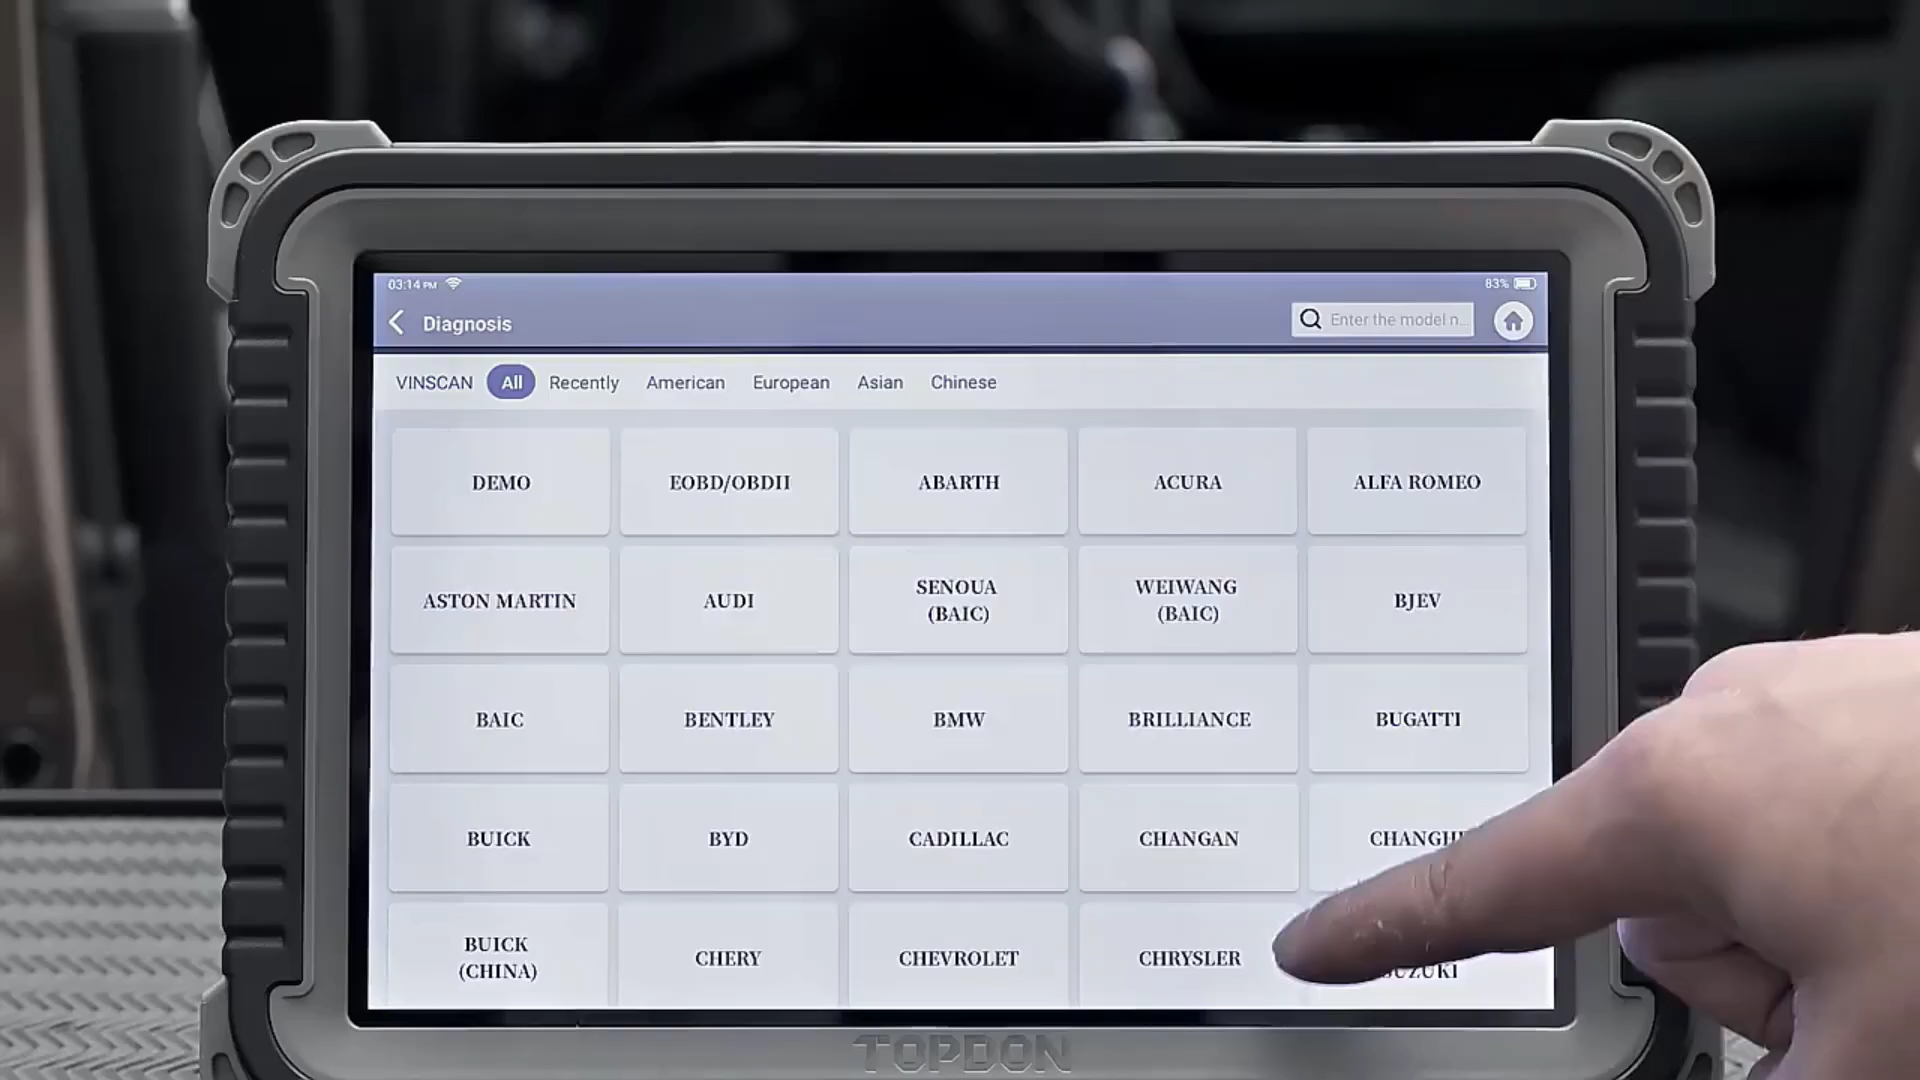 03:14 PM
83%
Diagnosis
Enter the model n...
VINSCAN All Recently American European Asian Chinese
DEMO EOBD/OBDII ABARTH ACURA ALFA ROMEO
ASTON MARTIN AUDI SENOUA (BAIC) WEIWANG (BAIC) BJEV
BAIC BENTLEY BMW BRILLIANCE BUGATTI
BUICK BYD CADILLAC CHANGAN
BUICK (CHINA) CHERY CHEVROLET CHRYSLER
TOPDON